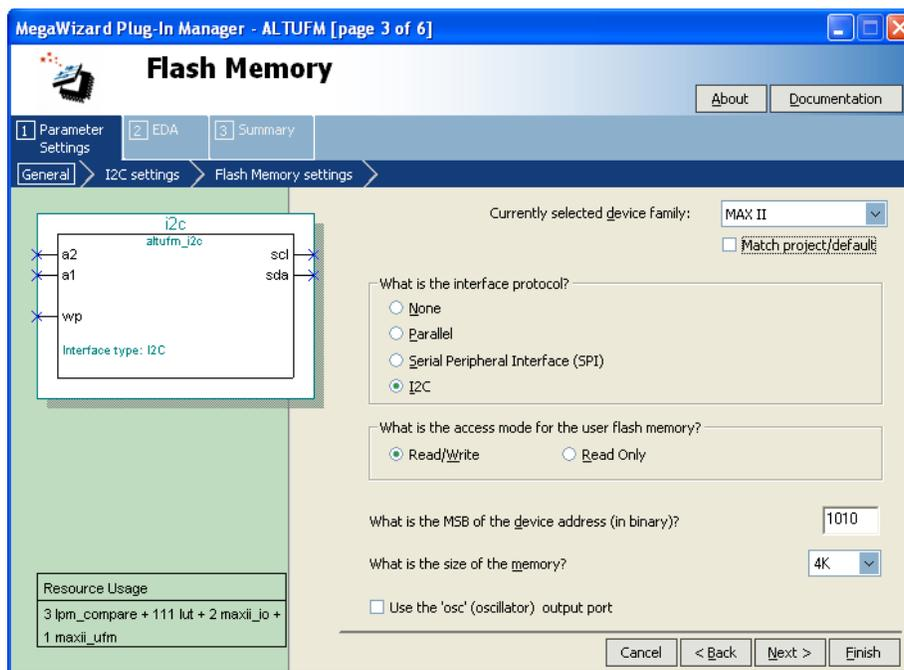 MegaWizard Plug-In Manager - ALTUFM [page 3 of 6]
Flash Memory
About
Documentation
1 Parameter Settings
2 EDA
3 Summary
General
I2C settings
Flash Memory settings
i2c
altufm_i2c
a2
scl
a1
sda
wp
Interface type: I2C
Resource Usage
3 lpm_compare + 111 lut + 2 maxii_io +
1 maxii_ufm
Currently selected device family:
MAX II
Match project/default
What is the interface protocol?
None
Parallel
Serial Peripheral Interface (SPI)
I2C
What is the access mode for the user flash memory?
Read/Write
Read Only
What is the MSB of the device address (in binary)?
1010
What is the size of the memory?
4K
Use the 'osc' (oscillator) output port
Cancel
< Back
Next >
Finish